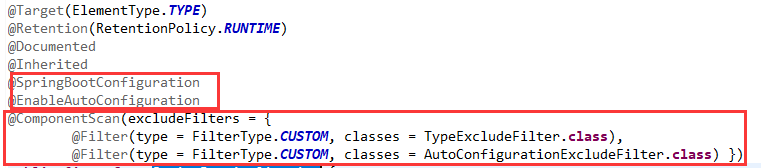 @Target(ElementType.TYPE)
@Retention(RetentionPolicy.RUNTIME)
@Documented
@Inherited
@SpringBootConfiguration
@EnableAutoConfiguration
@ComponentScan(excludeFilters = {
@Filter(type = FilterType.CUSTOM, classes = TypeExcludeFilter.class),
@Filter(type = FilterType.CUSTOM, classes = AutoConfigurationExcludeFilter.class) })